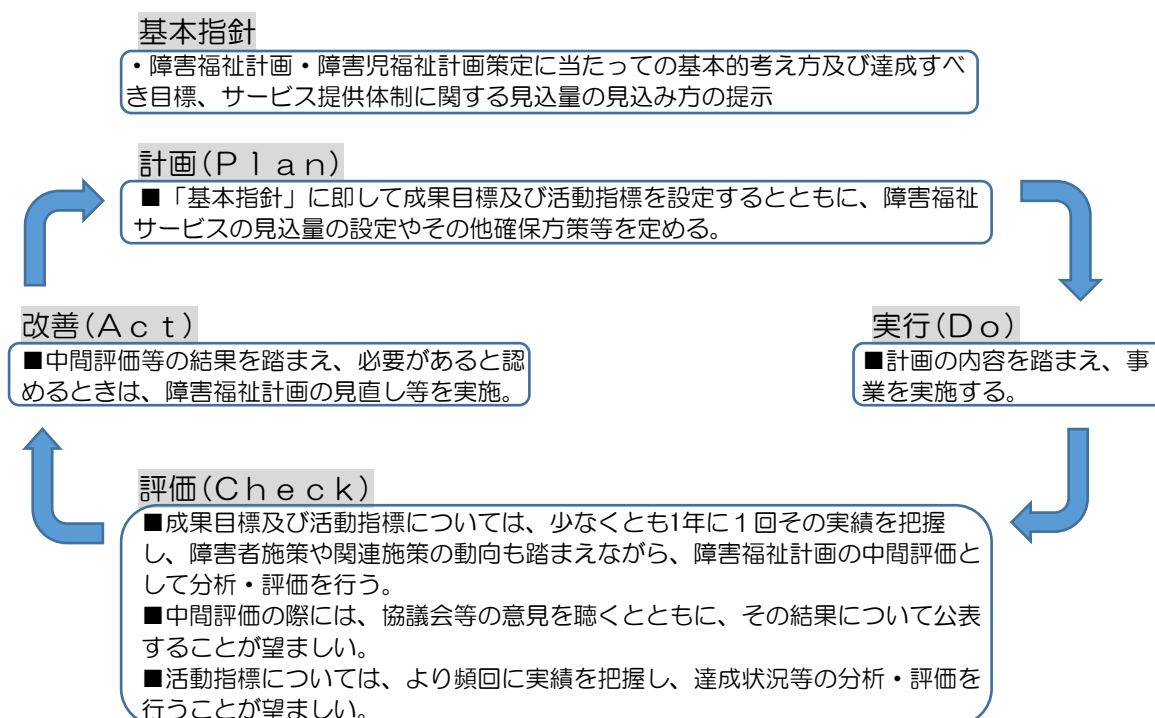 基本指針
・障害福祉計画・障害児福祉計画策定に当たっての基本的考え方及び達成すべ
き目標、サービス提供体制に関する見込量の見込み方の提示
計画(Ｐｌａｎ)
■「基本指針」に即して成果目標及び活動指標を設定するとともに、障害福祉
サービスの見込量の設定やその他確保方策等を定める。
改善(Ａｃｔ)
■中間評価等の結果を踏まえ、必要があると認
めるときは、障害福祉計画の見直し等を実施。
実行(Ｄｏ)
■計画の内容を踏まえ、事
業を実施する。
評価(Ｃｈｅｃｋ)
■成果目標及び活動指標については、少なくとも1年に１回その実績を把握
し、障害者施策や関連施策の動向も踏まえながら、障害福祉計画の中間評価と
して分析・評価を行う。
■中間評価の際には、協議会等の意見を聴くとともに、その結果について公表
することが望ましい。
■活動指標については、より頻回に実績を把握し、達成状況等の分析・評価を
行うことが望ましい。